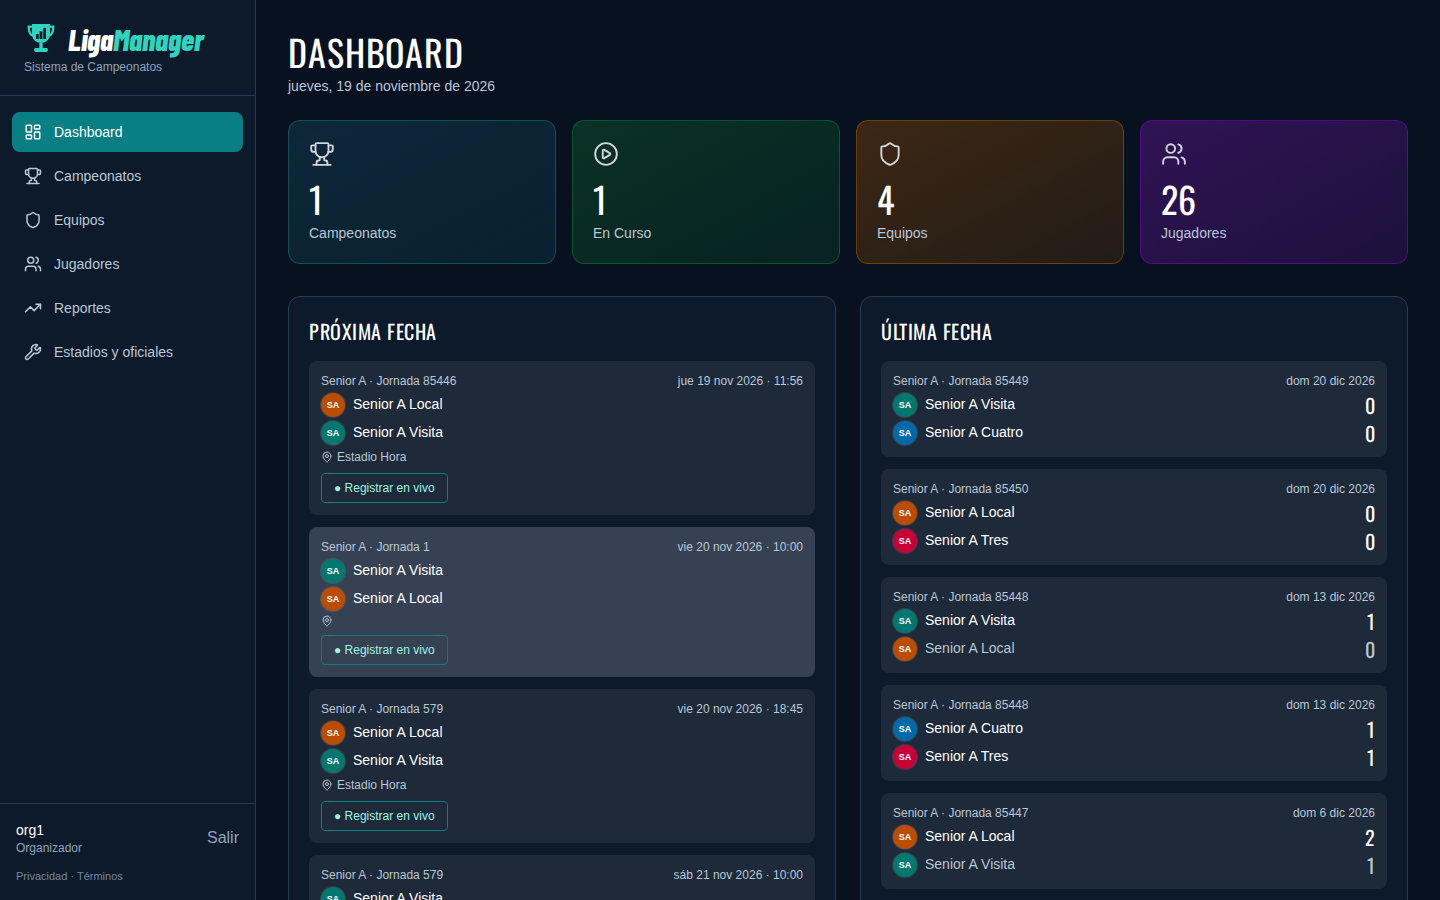 LigaManager
Sistema de Campeonatos
Dashboard
Campeonatos
Equipos
Jugadores
Reportes
Estadios y oficiales
org1
Organizador
Salir
Privacidad · Términos
DASHBOARD
jueves, 19 de noviembre de 2026
1
Campeonatos
1
En Curso
4
Equipos
26
Jugadores
PRÓXIMA FECHA
Senior A · Jornada 85446 jue 19 nov 2026 · 11:56
SA Senior A Local
SA Senior A Visita
Estadio Hora
● Registrar en vivo
Senior A · Jornada 1 vie 20 nov 2026 · 10:00
SA Senior A Visita
SA Senior A Local
● Registrar en vivo
Senior A · Jornada 579 vie 20 nov 2026 · 18:45
SA Senior A Local
SA Senior A Visita
Estadio Hora
● Registrar en vivo
Senior A · Jornada 579 sáb 21 nov 2026 · 10:00
SA Senior A Visita
ÚLTIMA FECHA
Senior A · Jornada 85449 dom 20 dic 2026
SA Senior A Visita 0
SA Senior A Cuatro 0
Senior A · Jornada 85450 dom 20 dic 2026
SA Senior A Local 0
SA Senior A Tres 0
Senior A · Jornada 85448 dom 13 dic 2026
SA Senior A Visita 1
SA Senior A Local 0
Senior A · Jornada 85448 dom 13 dic 2026
SA Senior A Cuatro 1
SA Senior A Tres 1
Senior A · Jornada 85447 dom 6 dic 2026
SA Senior A Local 2
SA Senior A Visita 1